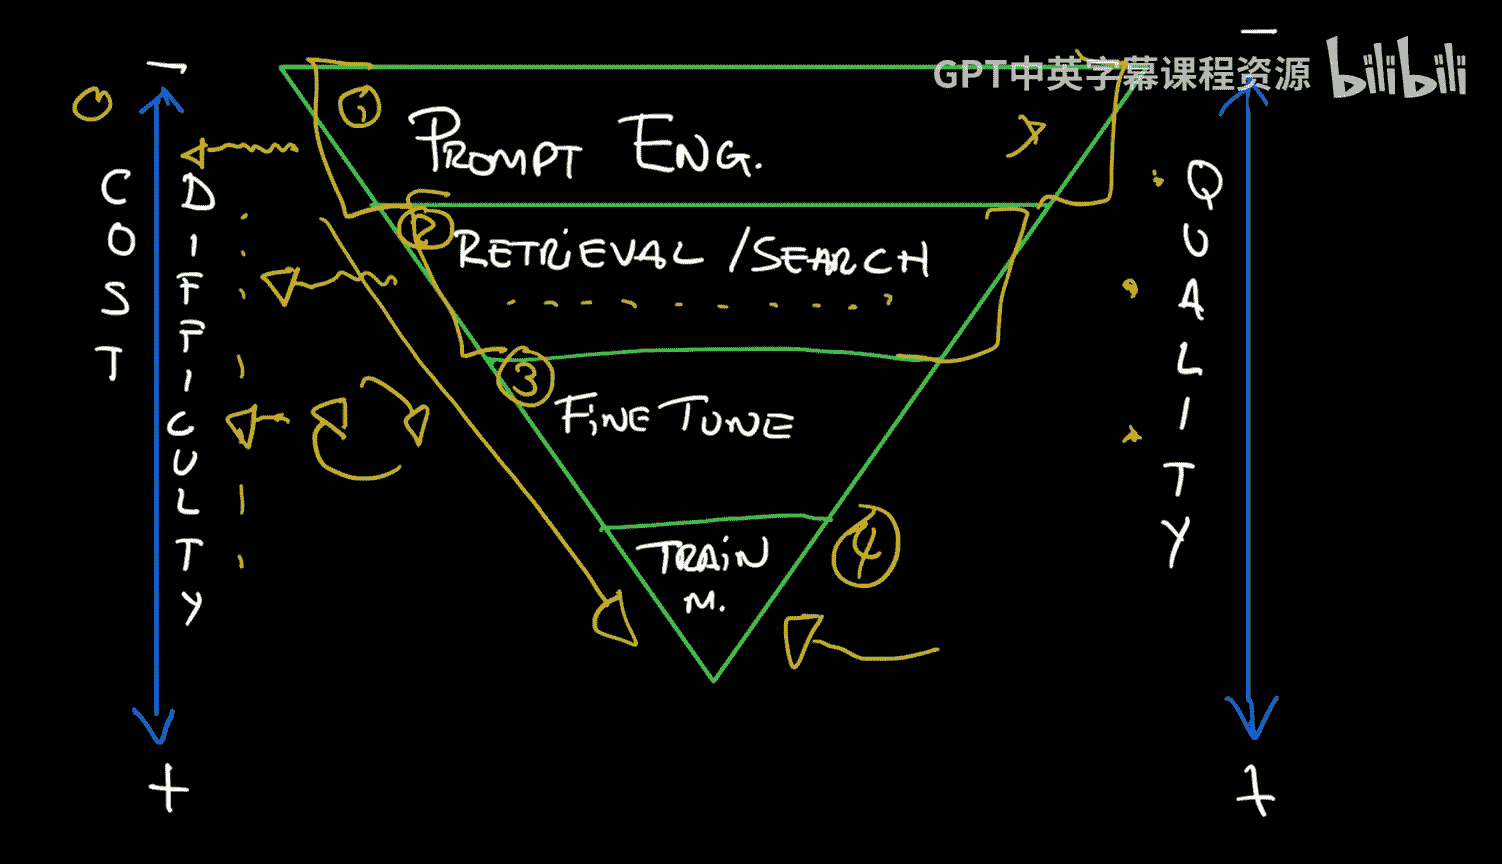 GPT中英字幕课程资源 bilibili
−
−
COST
DIFFICULTY
QUALITY
1
PROMPT ENG.
2
RETRIEVAL / SEARCH
3
FINE TUNE
4
TRAIN
M.
+
+